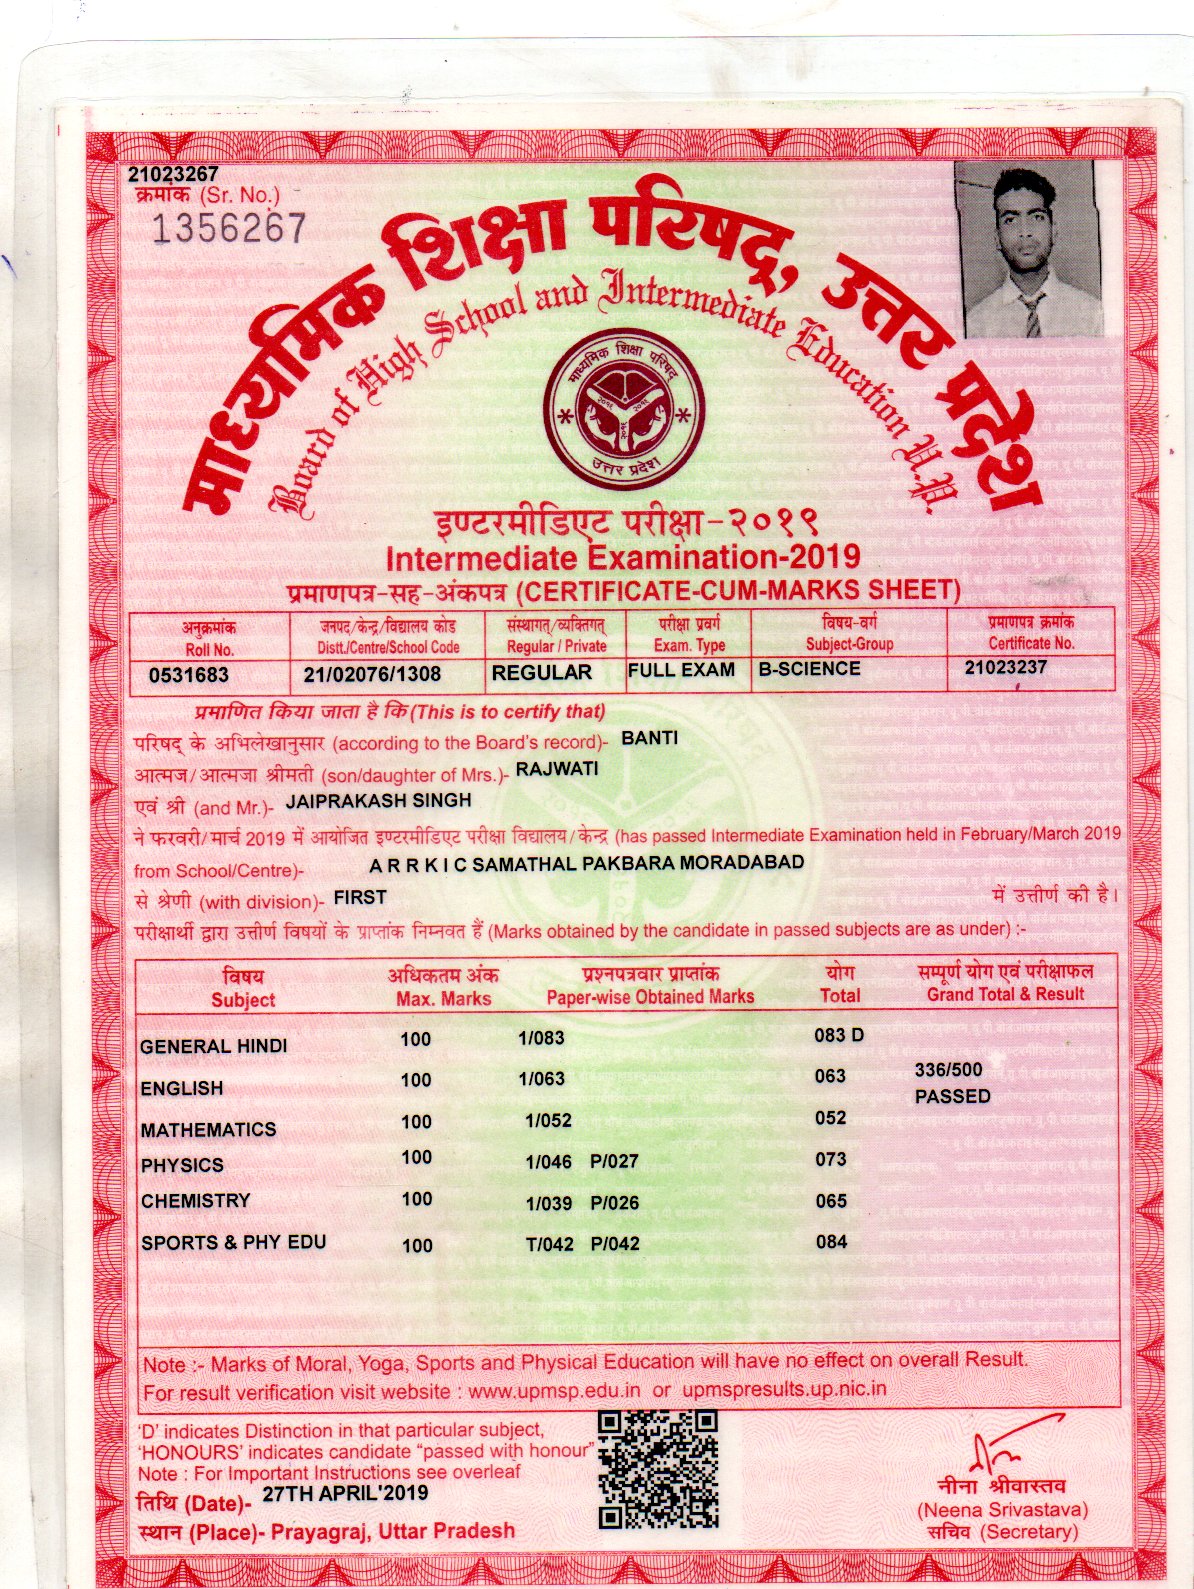 21023267
क्रमांक (Sr. No.)
1356267
माध्यमिक शिक्षा परिषद्, उत्तर प्रदेश
Board of High School and Intermediate Education U.P.
माध्यमिक शिक्षा परिषद्
उत्तर प्रदेश
इण्टरमीडिएट परीक्षा-२०१९
Intermediate Examination-2019
प्रमाणपत्र-सह-अंकपत्र (CERTIFICATE-CUM-MARKS SHEET)
अनुक्रमांक जनपद/केन्द्र/विद्यालय कोड संस्थागत्/व्यक्तिगत् परीक्षा प्रवर्ग विषय-वर्ग प्रमाणपत्र क्रमांक
Roll No. Distt./Centre/School Code Regular / Private Exam. Type Subject-Group Certificate No.
0531683 21/02076/1308 REGULAR FULL EXAM B-SCIENCE 21023237
प्रमाणित किया जाता है कि (This is to certify that)
परिषद् के अभिलेखानुसार (according to the Board's record)- BANTI
आत्मज/आत्मजा श्रीमती (son/daughter of Mrs.)- RAJWATI
एवं श्री (and Mr.)- JAIPRAKASH SINGH
ने फरवरी/मार्च 2019 में आयोजित इण्टरमीडिएट परीक्षा विद्यालय/केन्द्र (has passed Intermediate Examination held in February/March 2019
from School/Centre)- A R R K I C SAMATHAL PAKBARA MORADABAD
से श्रेणी (with division)- FIRST में उत्तीर्ण की है।
परीक्षार्थी द्वारा उत्तीर्ण विषयों के प्राप्तांक निम्नवत हैं (Marks obtained by the candidate in passed subjects are as under) :-
विषय अधिकतम अंक प्रश्नपत्रवार प्राप्तांक योग सम्पूर्ण योग एवं परीक्षाफल
Subject Max. Marks Paper-wise Obtained Marks Total Grand Total & Result
GENERAL HINDI 100 1/083 083 D
ENGLISH 100 1/063 063 336/500
PASSED
MATHEMATICS 100 1/052 052
PHYSICS 100 1/046 P/027 073
CHEMISTRY 100 1/039 P/026 065
SPORTS & PHY EDU 100 T/042 P/042 084
Note :- Marks of Moral, Yoga, Sports and Physical Education will have no effect on overall Result.
For result verification visit website : www.upmsp.edu.in or upmspresults.up.nic.in
'D' indicates Distinction in that particular subject,
'HONOURS' indicates candidate "passed with honour"
Note : For Important Instructions see overleaf
तिथि (Date)- 27TH APRIL'2019
स्थान (Place)- Prayagraj, Uttar Pradesh
नीना श्रीवास्तव
(Neena Srivastava)
सचिव (Secretary)